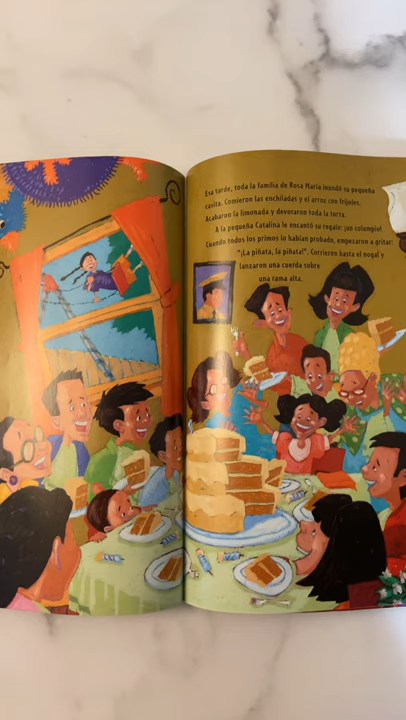 Esa tarde, toda la familia de Rosa María inundó su pequeña
casita. Comieron las enchiladas y el arroz con frijoles.
Acabaron la limonada y devoraron toda la torta.
A la pequeña Catalina le encantó su regalo: ¡un columpio!
Cuando todos los primos lo habían probado, empezaron a gritar:
"¡La piñata, la piñata!". Corrieron hasta el nogal y
lanzaron una cuerda sobre
una rama alta.